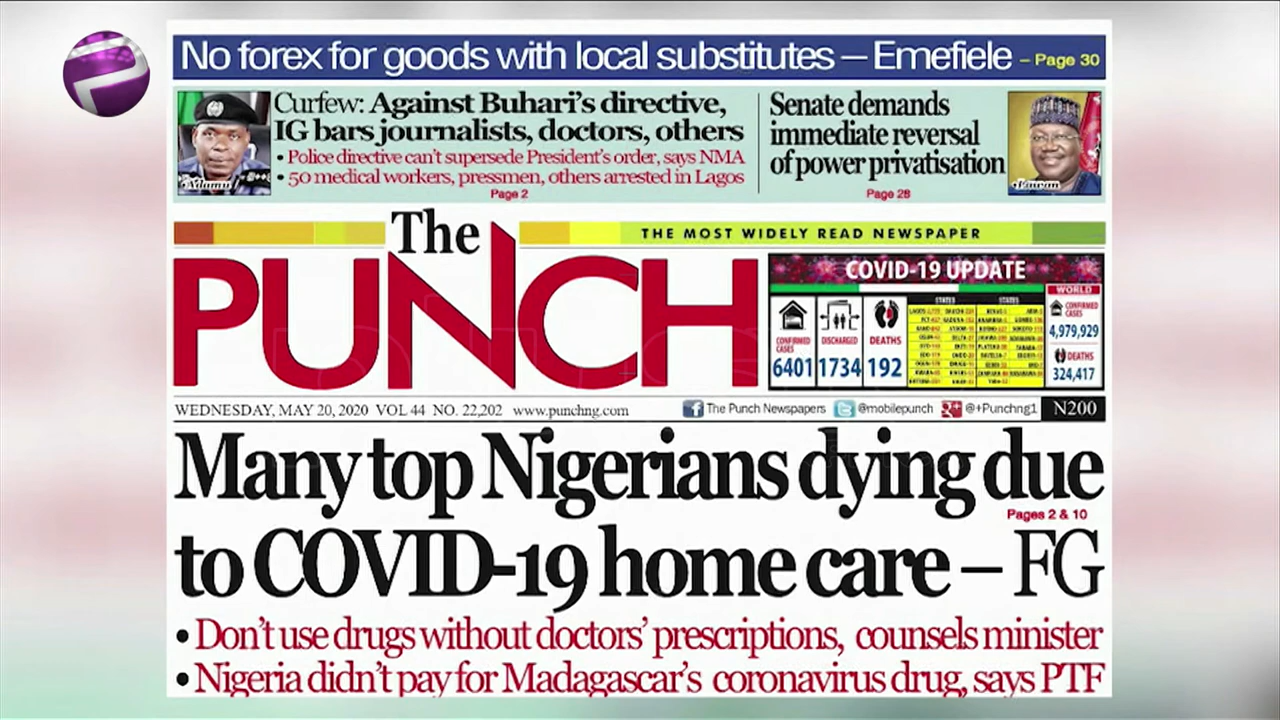 No forex for goods with local substitutes – Emefiele – Page 30
Curfew: Against Buhari's directive,
IG bars journalists, doctors, others
• Police directive can't supersede President's order, says NMA
• 50 medical workers, pressmen, others arrested in Lagos
Page 2
Adamu
Senate demands
immediate reversal
of power privatisation
Page 28
Lawan
The
PUNCH
THE MOST WIDELY READ NEWSPAPER
COVID-19 UPDATE
CONFIRMED
CASES
6401
DISCHARGED
1734
DEATHS
192
STATES STATES
WORLD
CONFIRMED
CASES
4,979,929
DEATHS
324,417
WEDNESDAY, MAY 20, 2020 VOL 44 NO. 22,202 www.punchng.com
The Punch Newspapers @mobilepunch @+Punchng1 N200
Many top Nigerians dying due
Pages 2 & 10
to COVID-19 home care – FG
• Don't use drugs without doctors' prescriptions, counsels minister
• Nigeria didn't pay for Madagascar's coronavirus drug, says PTF